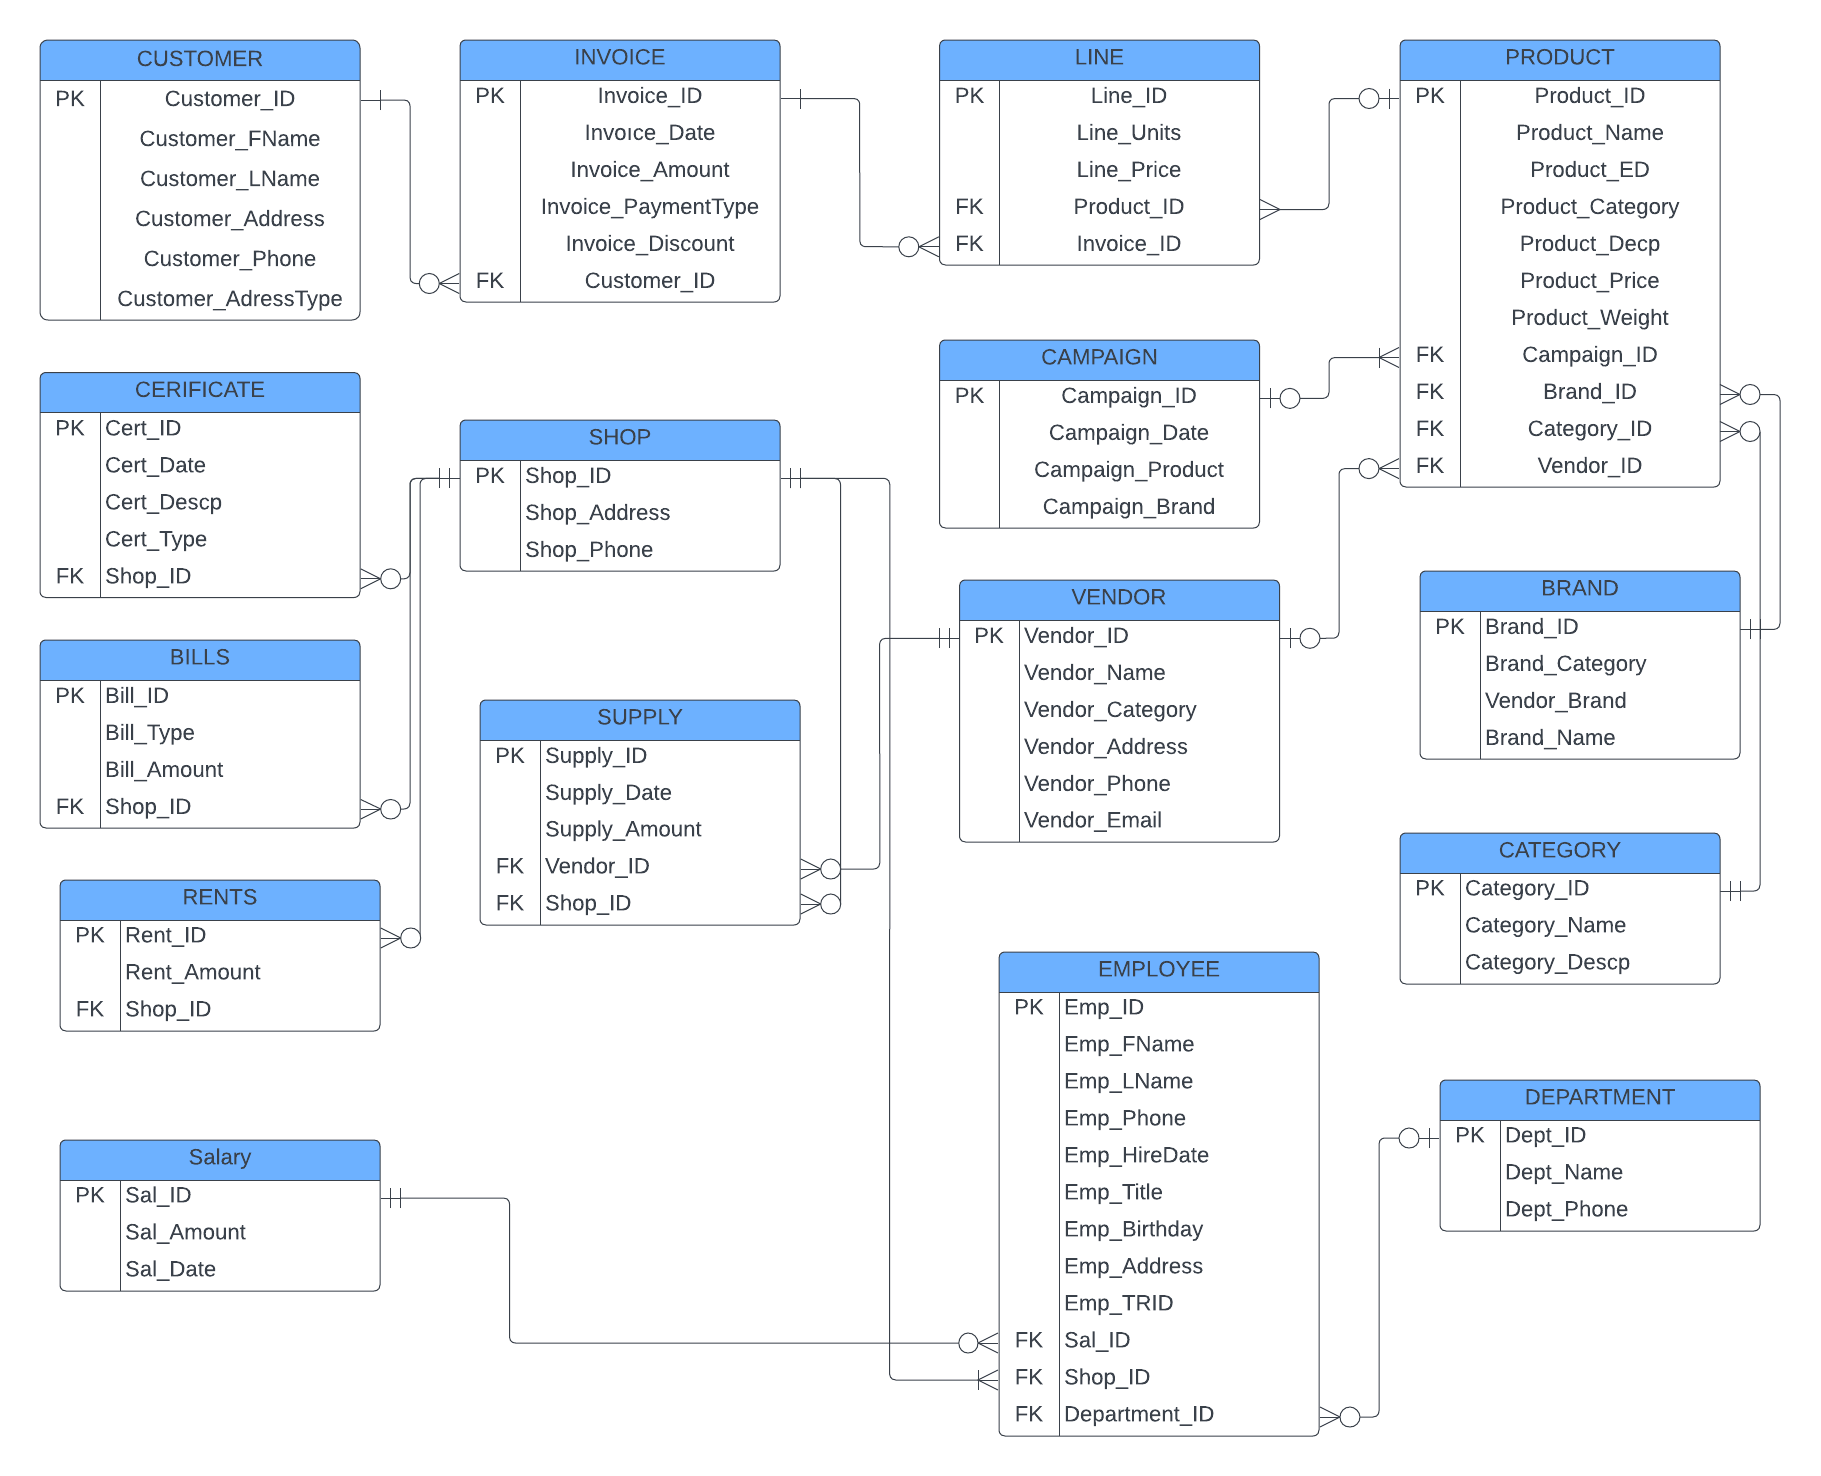 CUSTOMER
PK Customer_ID
Customer_FName
Customer_LName
Customer_Address
Customer_Phone
Customer_AdressType
INVOICE
PK Invoice_ID
Invoıce_Date
Invoice_Amount
Invoice_PaymentType
Invoice_Discount
FK Customer_ID
LINE
PK Line_ID
Line_Units
Line_Price
FK Product_ID
FK Invoice_ID
PRODUCT
PK Product_ID
Product_Name
Product_ED
Product_Category
Product_Decp
Product_Price
Product_Weight
FK Campaign_ID
FK Brand_ID
FK Category_ID
FK Vendor_ID
CERIFICATE
PK Cert_ID
Cert_Date
Cert_Descp
Cert_Type
FK Shop_ID
SHOP
PK Shop_ID
Shop_Address
Shop_Phone
CAMPAIGN
PK Campaign_ID
Campaign_Date
Campaign_Product
Campaign_Brand
BILLS
PK Bill_ID
Bill_Type
Bill_Amount
FK Shop_ID
SUPPLY
PK Supply_ID
Supply_Date
Supply_Amount
FK Vendor_ID
FK Shop_ID
VENDOR
PK Vendor_ID
Vendor_Name
Vendor_Category
Vendor_Address
Vendor_Phone
Vendor_Email
BRAND
PK Brand_ID
Brand_Category
Vendor_Brand
Brand_Name
RENTS
PK Rent_ID
Rent_Amount
FK Shop_ID
CATEGORY
PK Category_ID
Category_Name
Category_Descp
Salary
PK Sal_ID
Sal_Amount
Sal_Date
EMPLOYEE
PK Emp_ID
Emp_FName
Emp_LName
Emp_Phone
Emp_HireDate
Emp_Title
Emp_Birthday
Emp_Address
Emp_TRID
FK Sal_ID
FK Shop_ID
FK Department_ID
DEPARTMENT
PK Dept_ID
Dept_Name
Dept_Phone